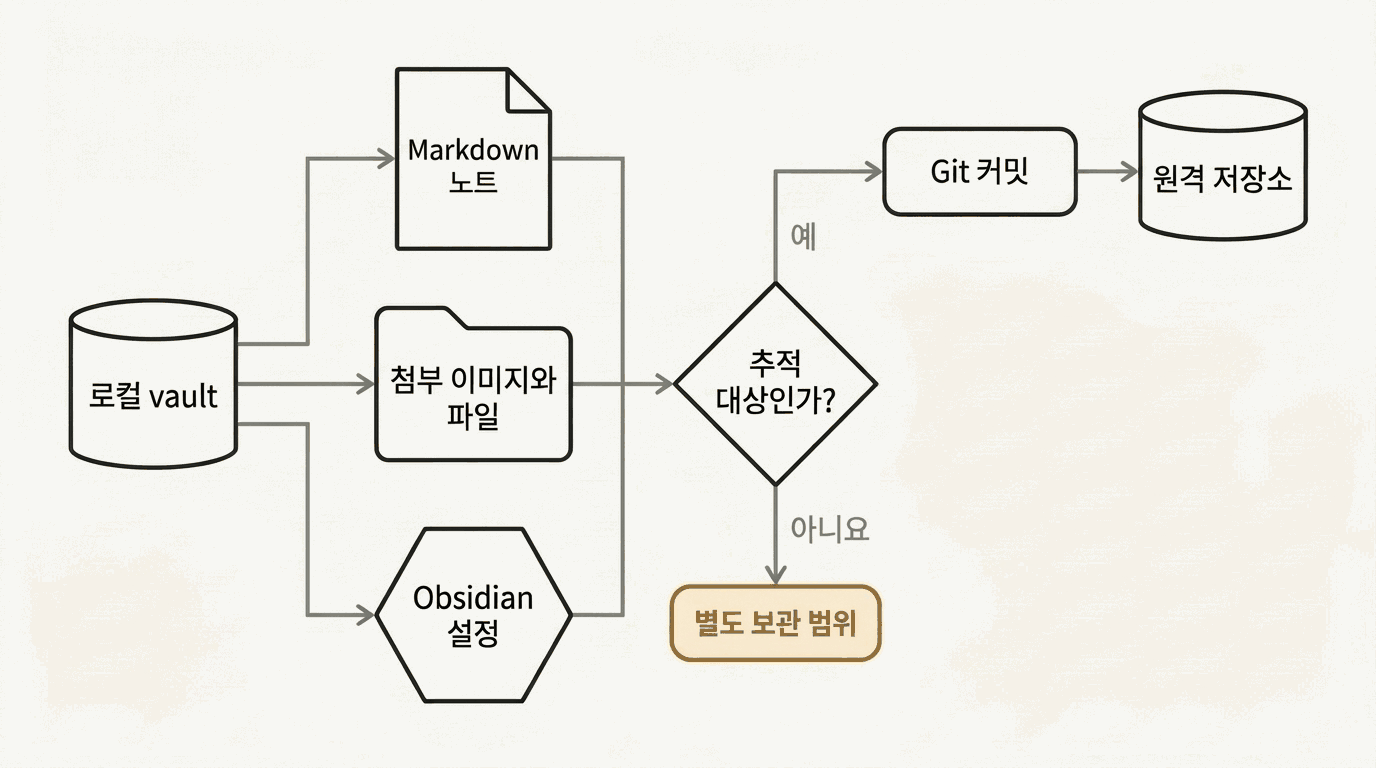 Markdown
노트
첨부 이미지와
파일
Obsidian
설정
로컬 vault
추적
대상인가?
예
아니요
Git 커밋
원격 저장소
별도 보관 범위